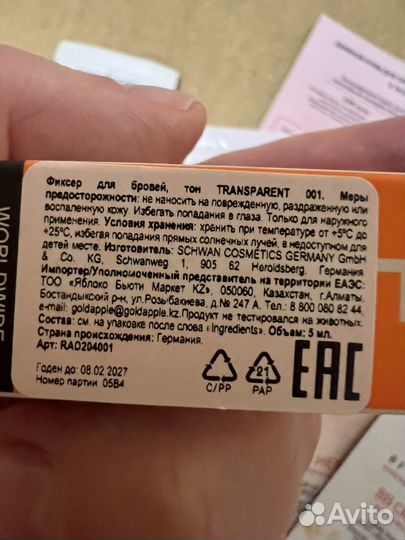 Фиксер для бровей, тон TRANSPARENT 001. Меры
предосторожности: не наносить на поврежденную, раздраженную или
воспаленную кожу. Избегать попадания в глаза. Только для наружного
применения. Условия хранения: хранить при температуре от +5ºC до
+25ºC, избегая попадания прямых солнечных лучей, в недоступном для
детей месте. Изготовитель: SCHWAN COSMETICS GERMANY GmbH
& Co. KG, Schwanweg 1, 905 62 Heroldsberg, Германия
Импортер/Уполномоченный представитель на территории ЕАЭС:
ТОО «Яблоко Бьюти Маркет KZ», 050060, Казахстан, г.Алматы,
Бостандыкский р-н, ул.Розыбакиева, д.№ 247 А. Тел.: 8 800 080 82 44
e-mail: goldapple@goldapple.kz.Продукт не тестировался на животных.
Состав: см. на упаковке после слова «Ingredients». Объем: 5 мл.
Страна происхождения: Германия.
Арт: RAD204001
Годен до: 08 02 2027
Номер партии 05B4
C/PP
21
PAP
EAC
WORLDWIDE
Avito